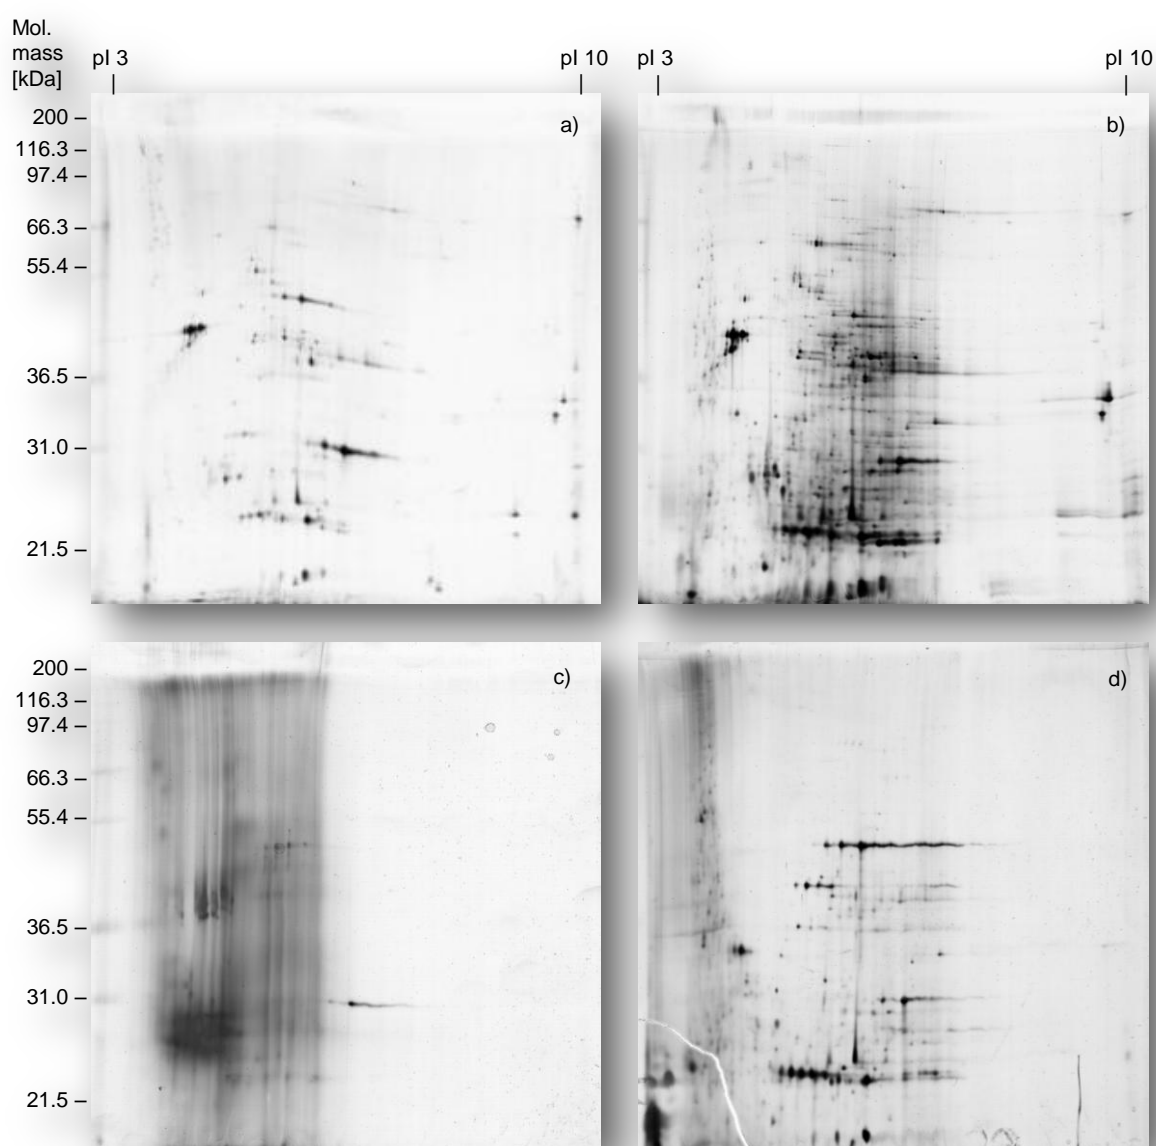 Mol.
mass
[kDa]
pI 3
pI 10
pI 3
pI 10
a)
b)
200 –
116.3 –
97.4 –
66.3 –
55.4 –
36.5 –
31.0 –
21.5 –
c)
d)
200 –
116.3 –
97.4 –
66.3 –
55.4 –
36.5 –
31.0 –
21.5 –